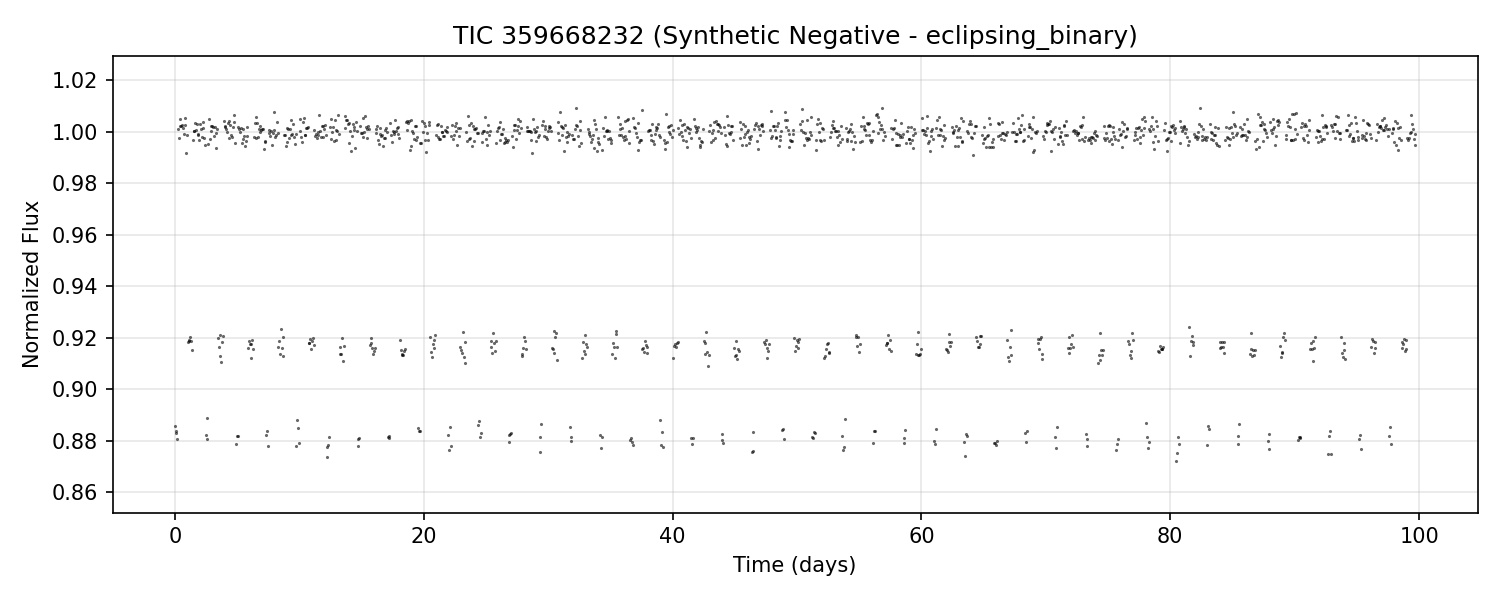 TIC 359668232 (Synthetic Negative - eclipsing_binary)
Normalized Flux
1.02
1.00
0.98
0.96
0.94
0.92
0.90
0.88
0.86
0 20 40 60 80 100
Time (days)